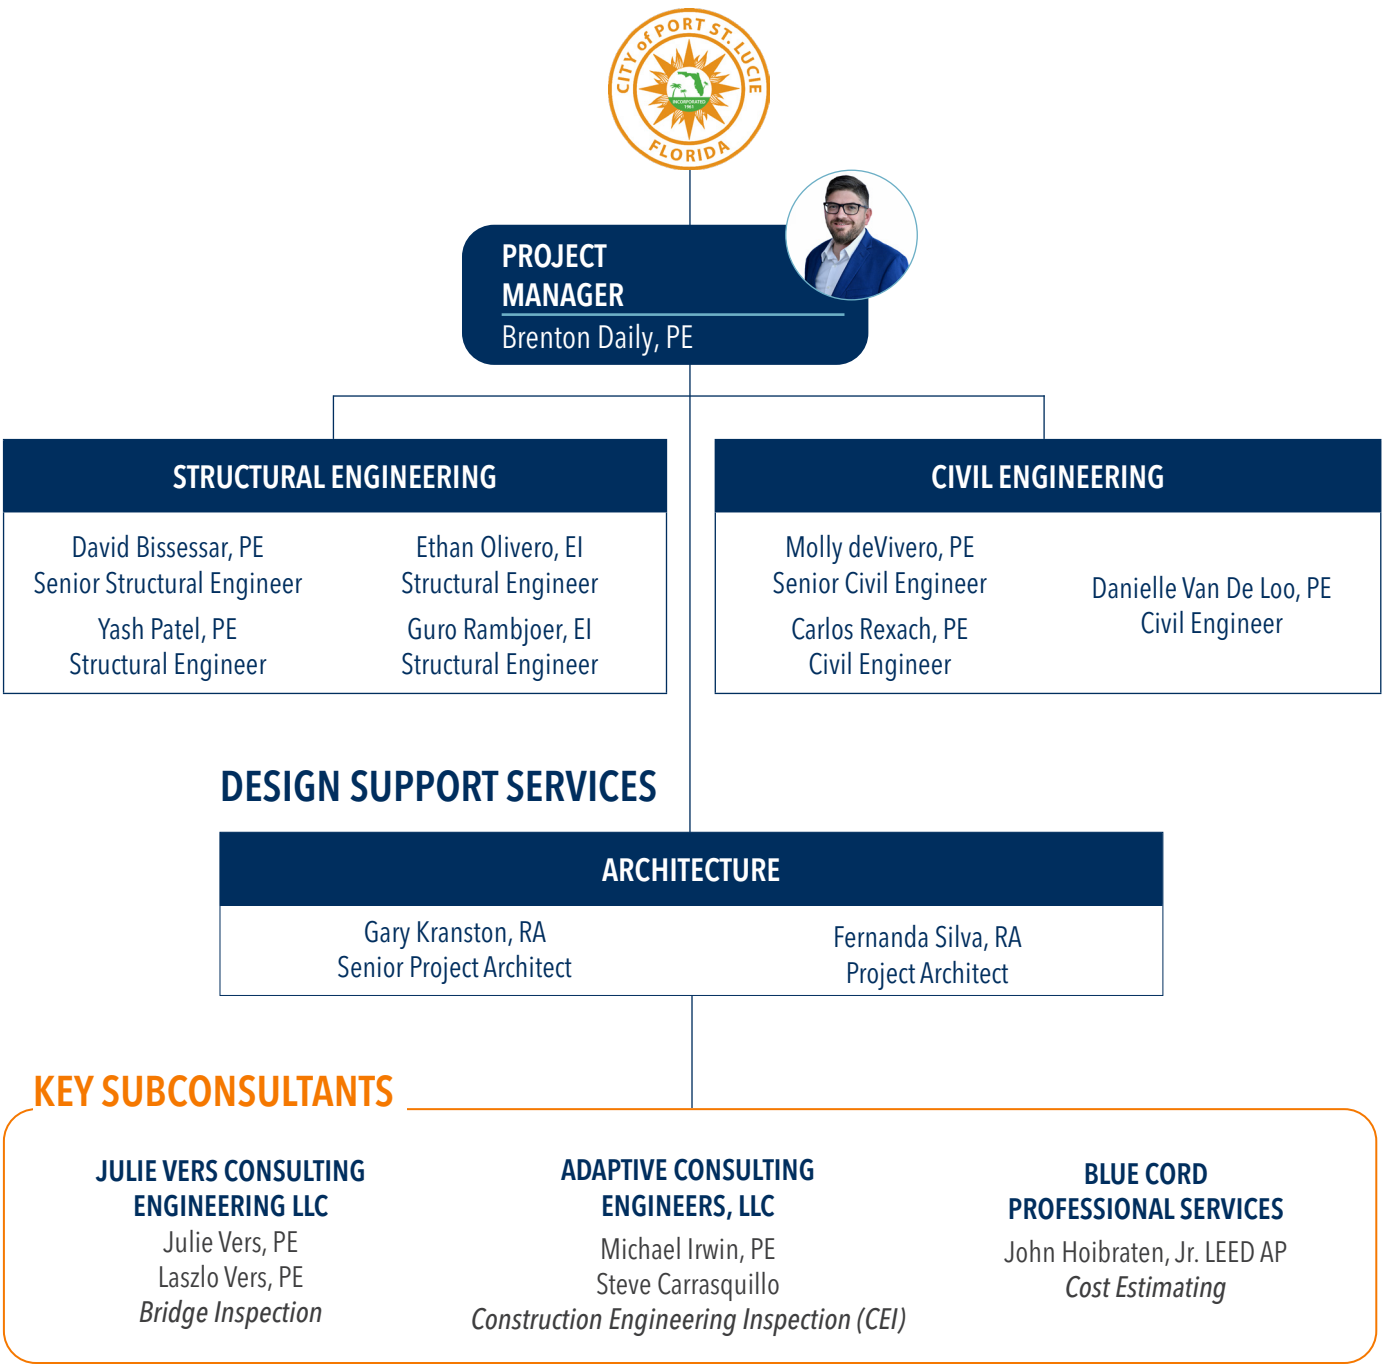 CITY of PORT ST. LUCIE
INCORPORATED
1961
FLORIDA
PROJECT
MANAGER
Brenton Daily, PE
STRUCTURAL ENGINEERING
David Bissessar, PE
Senior Structural Engineer
Yash Patel, PE
Structural Engineer
Ethan Olivero, EI
Structural Engineer
Guro Rambjoer, EI
Structural Engineer
CIVIL ENGINEERING
Molly deVivero, PE
Senior Civil Engineer
Carlos Rexach, PE
Civil Engineer
Danielle Van De Loo, PE
Civil Engineer
DESIGN SUPPORT SERVICES
ARCHITECTURE
Gary Kranston, RA
Senior Project Architect
Fernanda Silva, RA
Project Architect
KEY SUBCONSULTANTS
JULIE VERS CONSULTING
ENGINEERING LLC
Julie Vers, PE
Laszlo Vers, PE
Bridge Inspection
ADAPTIVE CONSULTING
ENGINEERS, LLC
Michael Irwin, PE
Steve Carrasquillo
Construction Engineering Inspection (CEI)
BLUE CORD
PROFESSIONAL SERVICES
John Hoibraten, Jr. LEED AP
Cost Estimating